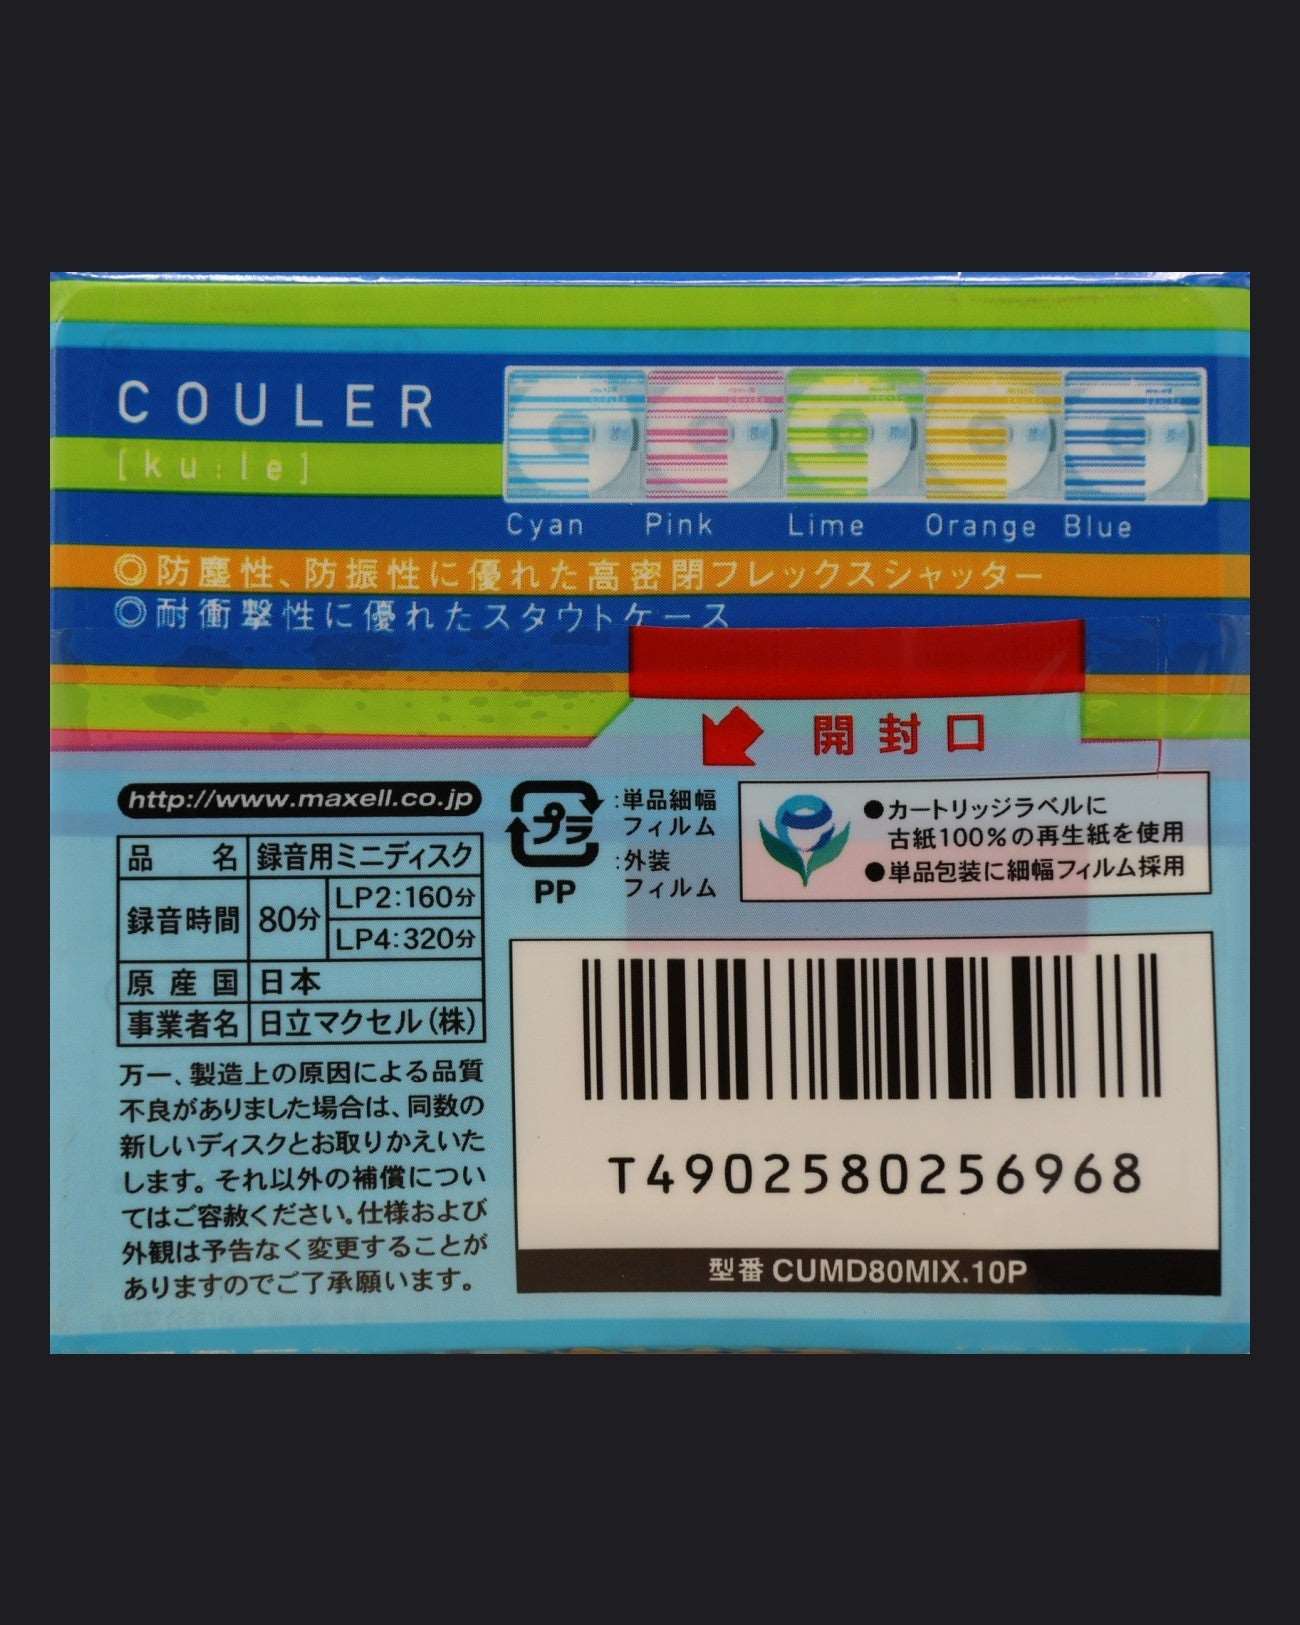 COULER
[ku:le]
Cyan Pink Lime Orange Blue
◎防塵性、防振性に優れた高密閉フレックスシャッター
◎耐衝撃性に優れたスタウトケース
開封口
http://www.maxell.co.jp
品名 録音用ミニディスク
録音時間 80分 LP2:160分
LP4:320分
原産国 日本
事業者名 日立マクセル(株)
万一、製造上の原因による品質
不良がありました場合は、同数の
新しいディスクとお取りかえいた
します。それ以外の補償につい
てはご容赦ください。仕様および
外観は予告なく変更することが
ありますのでご了承願います。
プラ
PP
:単品細幅
フィルム
:外装
フィルム
●カートリッジラベルに
古紙100%の再生紙を使用
●単品包装に細幅フィルム採用
T4902580256968
型番 CUMD80MIX.10P